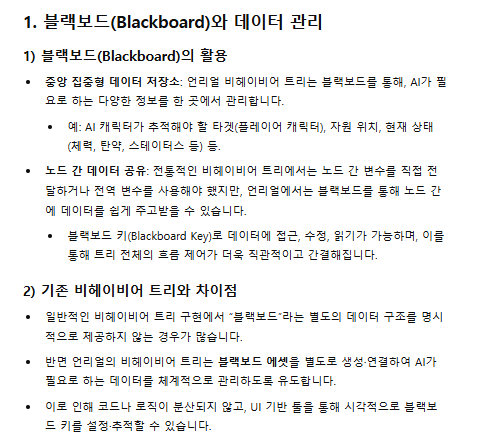 1. 블랙보드(Blackboard)와 데이터 관리
1) 블랙보드(Blackboard)의 활용
• 중앙 집중형 데이터 저장소: 언리얼 비헤이비어 트리는 블랙보드를 통해, AI가 필
요로 하는 다양한 정보를 한 곳에서 관리합니다.
• 예: AI 캐릭터가 추적해야 할 타겟(플레이어 캐릭터), 자원 위치, 현재 상태
(체력, 탄약, 스테이터스 등) 등.
• 노드 간 데이터 공유: 전통적인 비헤이비어 트리에서는 노드 간 변수를 직접 전
달하거나 전역 변수를 사용해야 했지만, 언리얼에서는 블랙보드를 통해 노드 간
에 데이터를 쉽게 주고받을 수 있습니다.
• 블랙보드 키(Blackboard Key)로 데이터에 접근, 수정, 읽기가 가능하며, 이를
통해 트리 전체의 흐름 제어가 더욱 직관적이고 간결해집니다.
2) 기존 비헤이비어 트리와 차이점
• 일반적인 비헤이비어 트리 구현에서 “블랙보드”라는 별도의 데이터 구조를 명시
적으로 제공하지 않는 경우가 많습니다.
• 반면 언리얼의 비헤이비어 트리는 블랙보드 에셋을 별도로 생성·연결하여 AI가
필요로 하는 데이터를 체계적으로 관리하도록 유도합니다.
• 이로 인해 코드나 로직이 분산되지 않고, UI 기반 툴을 통해 시각적으로 블랙보
드 키를 설정·추적할 수 있습니다.